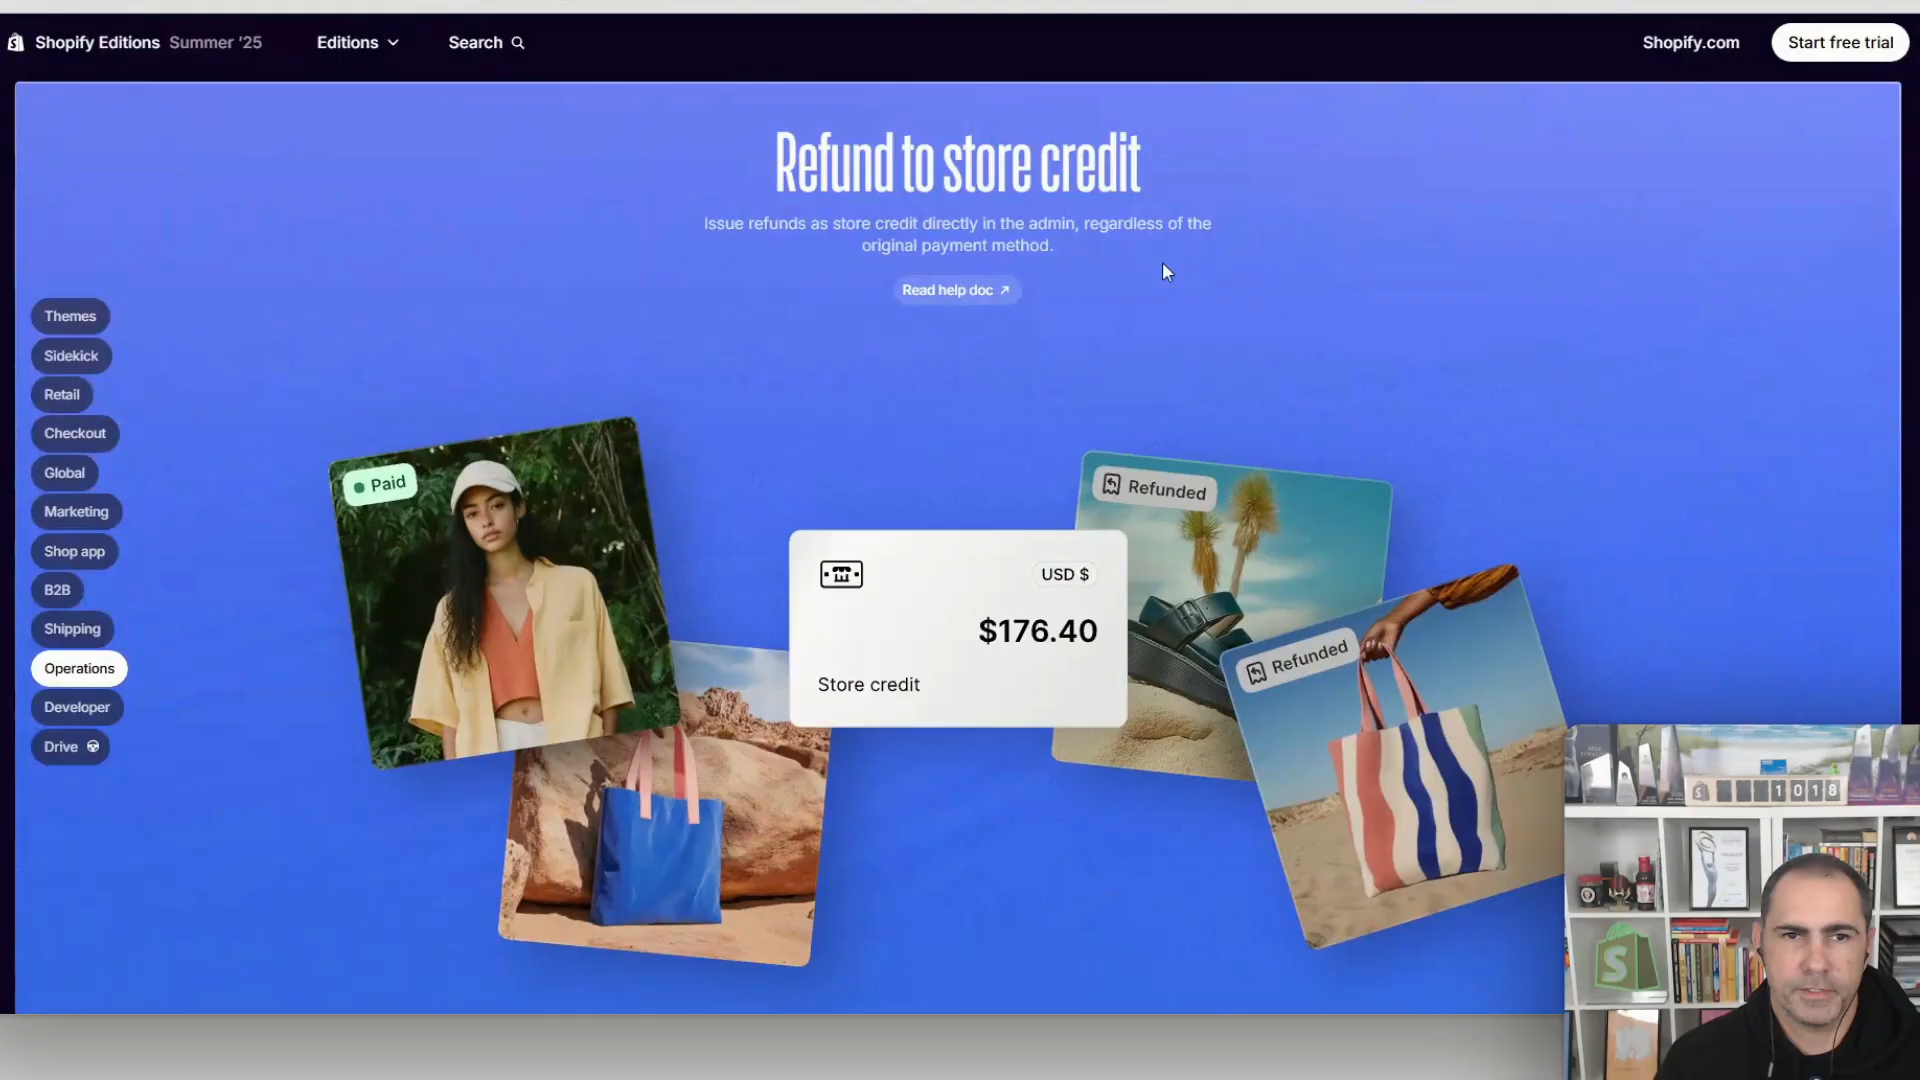 Shopify Editions Summer '25
Editions
Search
Shopify.com
Start free trial
Refund to store credit
Issue refunds as store credit directly in the admin, regardless of the
original payment method.
Read help doc
Themes
Sidekick
Retail
Checkout
Global
Marketing
Shop app
B2B
Shipping
Operations
Developer
Drive
Paid
USD $
$176.40
Store credit
Refunded
Refunded
1018
S